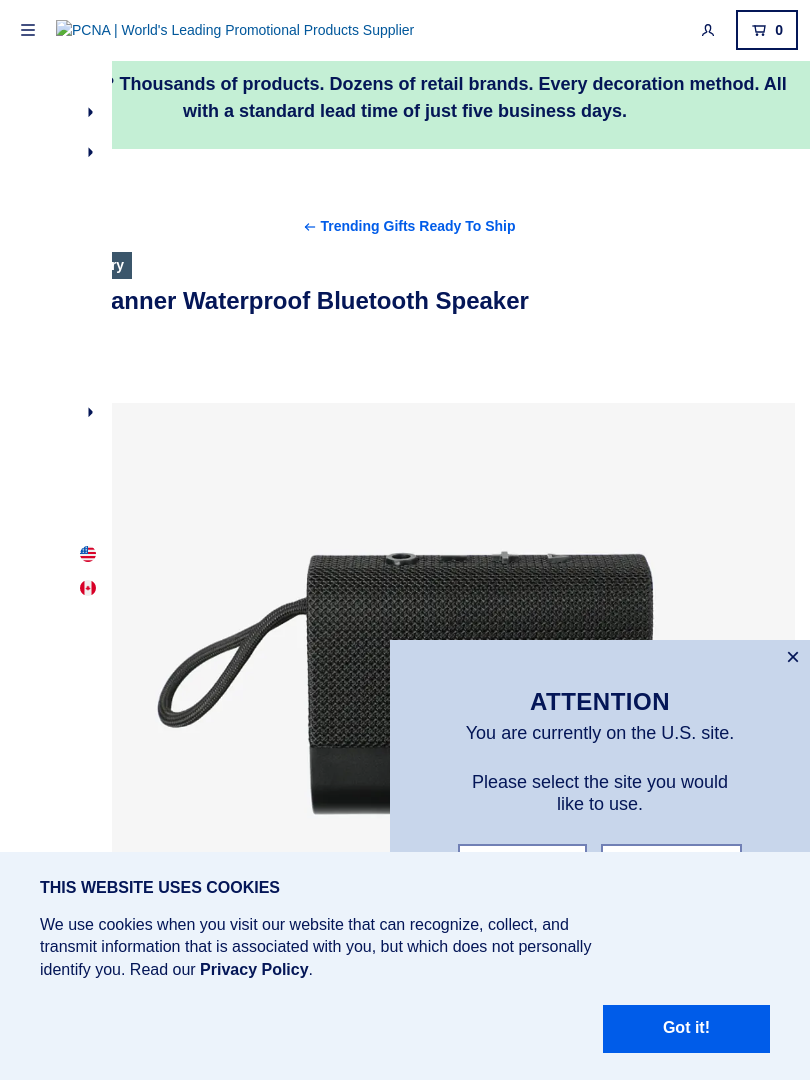 PCNA | World's Leading Promotional Products Supplier
0
? Thousands of products. Dozens of retail brands. Every decoration method. All
with a standard lead time of just five business days.
Trending Gifts Ready To Ship
ry
anner Waterproof Bluetooth Speaker
×
ATTENTION
You are currently on the U.S. site.
Please select the site you would
like to use.
THIS WEBSITE USES COOKIES
We use cookies when you visit our website that can recognize, collect, and
transmit information that is associated with you, but which does not personally
identify you. Read our Privacy Policy.
Got it!